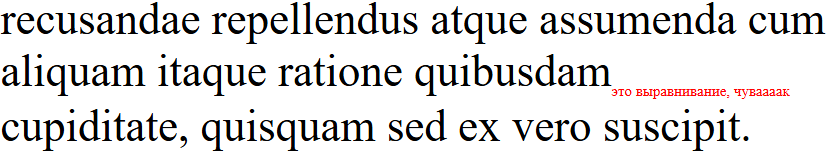 recusandae repellendus atque assumenda cum
aliquam itaque ratione quibusdam это выравнивание, чуваааак
cupiditate, quisquam sed ex vero suscipit.